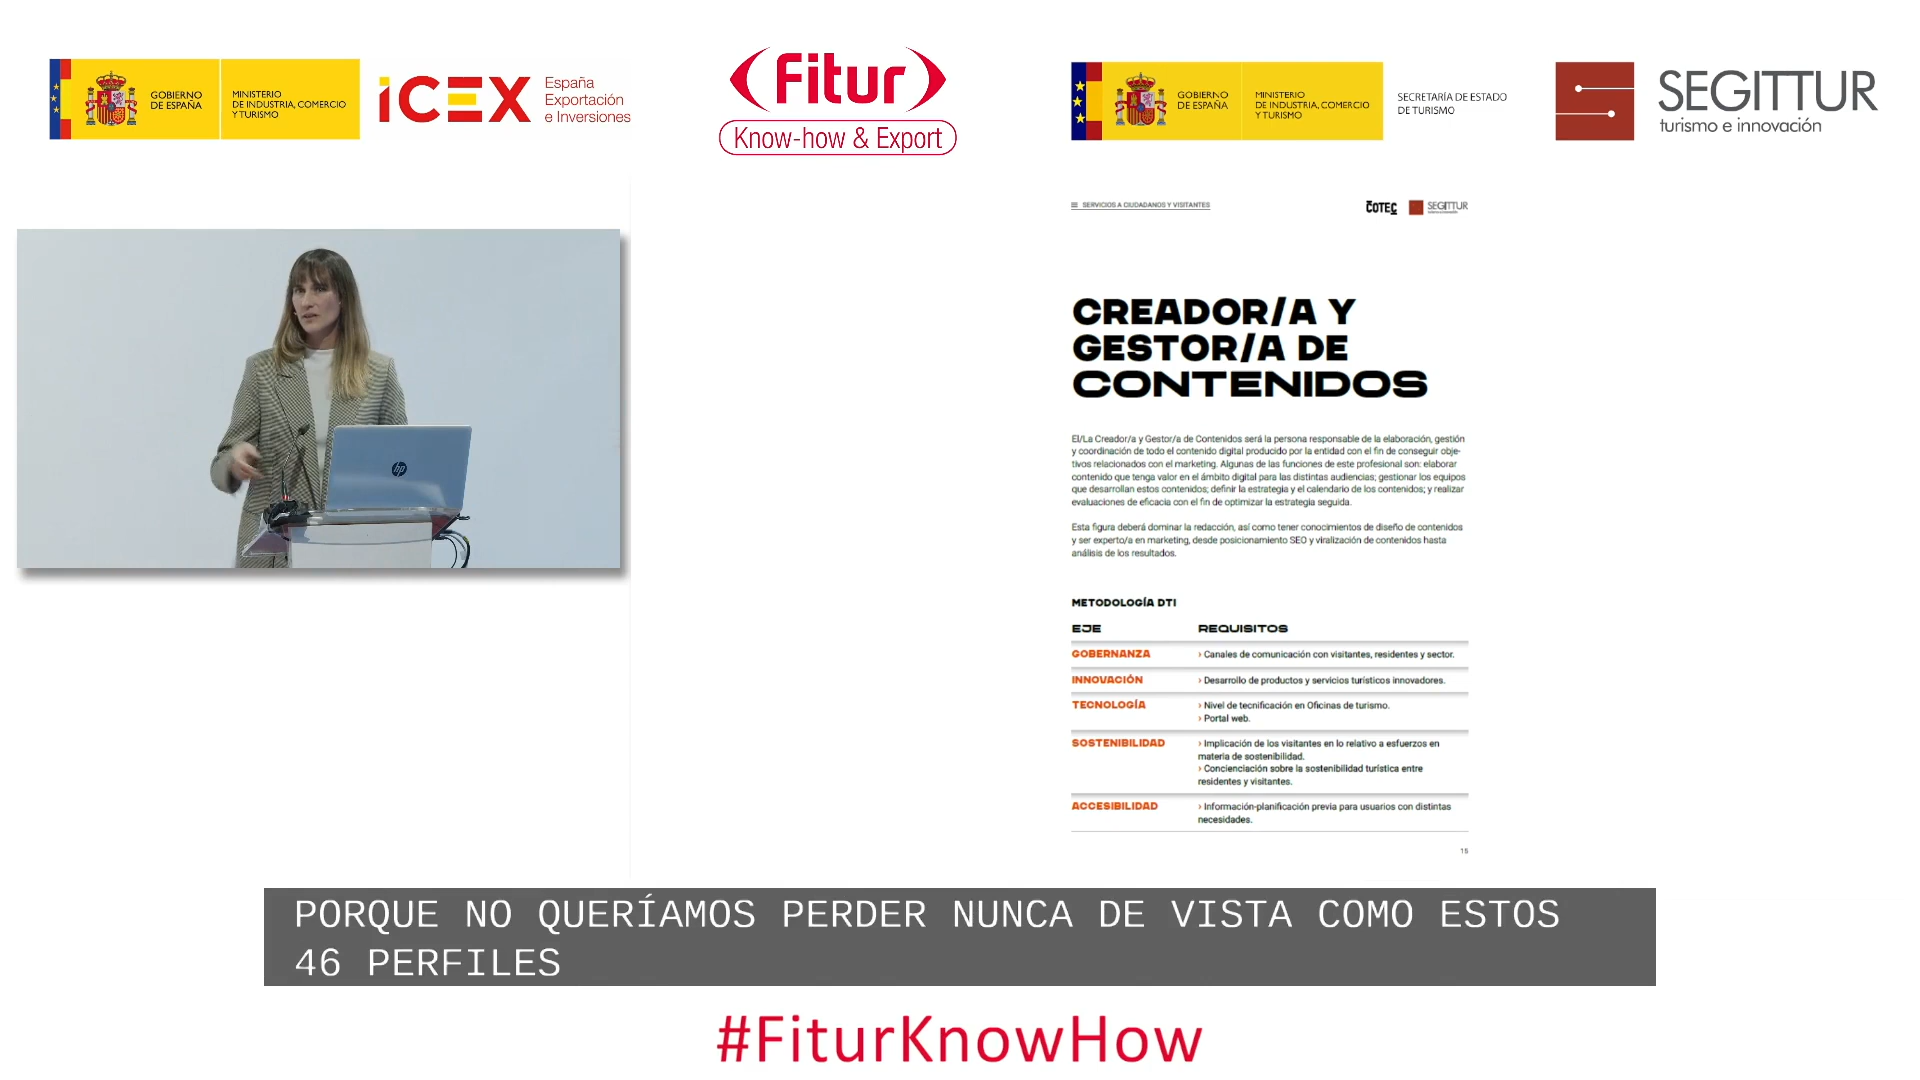 GOBIERNO
DE ESPAÑA
MINISTERIO
DE INDUSTRIA, COMERCIO
Y TURISMO
iCEX
España
Exportación
e Inversiones
Fitur
Know-how & Export
GOBIERNO
DE ESPAÑA
MINISTERIO
DE INDUSTRIA, COMERCIO
Y TURISMO
SECRETARÍA DE ESTADO
DE TURISMO
SEGITTUR
turismo e innovación
SERVICIOS A CIUDADANOS Y VISITANTES
COTEC
SEGITTUR
CREADOR/A Y
GESTOR/A DE
CONTENIDOS
El/La Creador/a y Gestor/a de Contenidos será la persona responsable de la elaboración, gestión
y coordinación de todo el contenido digital producido por la entidad con el fin de conseguir obje-
tivos relacionados con el marketing. Algunas de las funciones de este profesional son: elaborar
contenido que tenga valor en el ámbito digital para las distintas audiencias; gestionar los equipos
que desarrollan estos contenidos; definir la estrategia y el calendario de los contenidos; y realizar
evaluaciones de eficacia con el fin de optimizar la estrategia seguida.
Esta figura deberá dominar la redacción, así como tener conocimientos de diseño de contenidos
y ser experto/a en marketing, desde posicionamiento SEO y viralización de contenidos hasta
análisis de los resultados.
METODOLOGÍA DTI
EJE REQUISITOS
GOBERNANZA › Canales de comunicación con visitantes, residentes y sector.
INNOVACIÓN › Desarrollo de productos y servicios turísticos innovadores.
TECNOLOGÍA › Nivel de tecnificación en Oficinas de turismo.
› Portal web.
SOSTENIBILIDAD › Implicación de los visitantes en lo relativo a esfuerzos en
materia de sostenibilidad.
› Concienciación sobre la sostenibilidad turística entre
residentes y visitantes.
ACCESIBILIDAD › Información-planificación previa para usuarios con distintas
necesidades.
15
hp
PORQUE NO QUERÍAMOS PERDER NUNCA DE VISTA COMO ESTOS
46 PERFILES
#FiturKnowHow